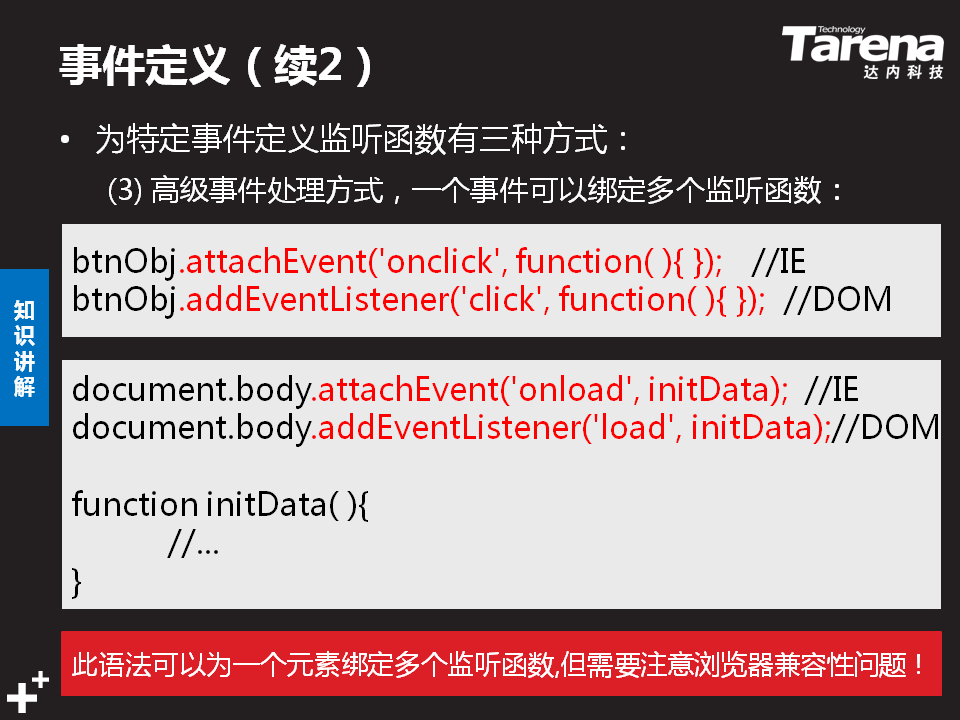 事件定义（续2）
Technology
Tarena
达内科技
• 为特定事件定义监听函数有三种方式：
(3) 高级事件处理方式，一个事件可以绑定多个监听函数：
btnObj.attachEvent('onclick', function( ){ }); //IE
btnObj.addEventListener('click', function( ){ }); //DOM
知识讲解
document.body.attachEvent('onload', initData); //IE
document.body.addEventListener('load', initData);//DOM
function initData( ){
//…
}
此语法可以为一个元素绑定多个监听函数,但需要注意浏览器兼容性问题！